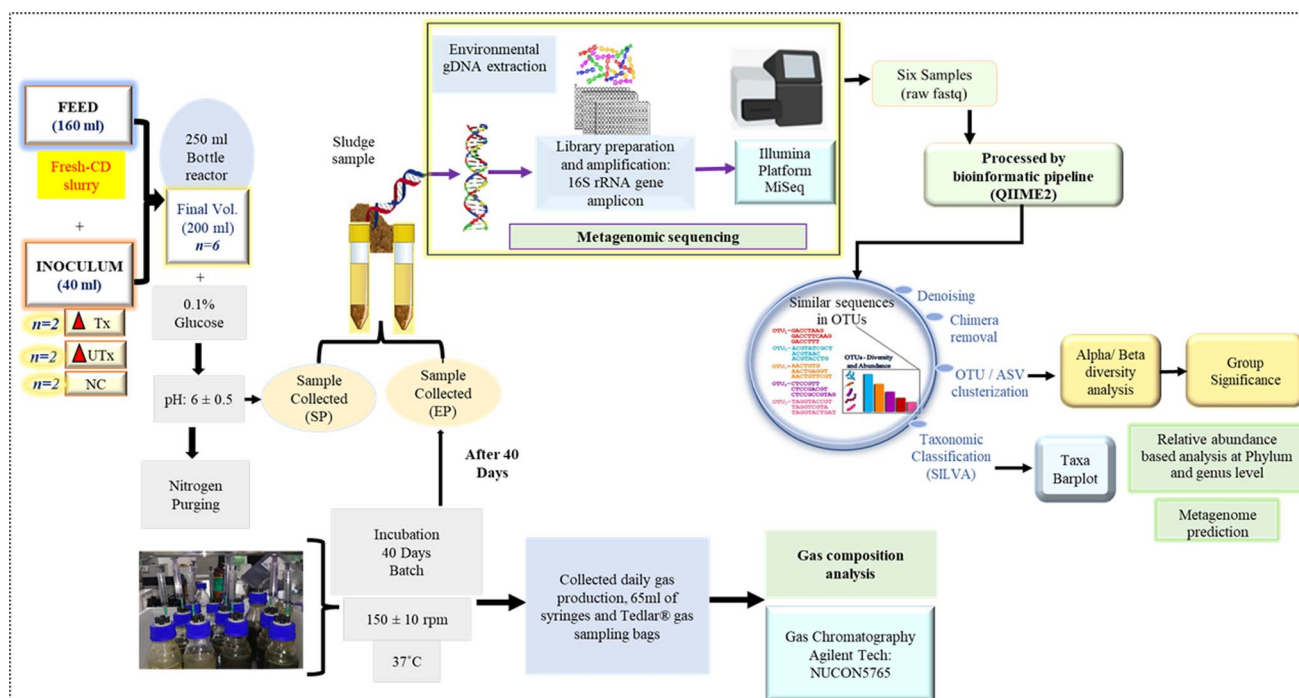 FEED
(160 ml)
Fresh-CD
slurry
+
INOCULUM
(40 ml)
n=2
Tx
n=2
UTx
n=2
NC
250 ml
Bottle
reactor
Final Vol.
(200 ml)
n=6
+
0.1%
Glucose
pH: 6 ± 0.5
Nitrogen
Purging
Sludge
sample
Sample
Collected
(SP)
Sample
Collected
(EP)
After 40
Days
Incubation
40 Days
Batch
150 ± 10 rpm
37˚C
Environmental
gDNA extraction
Library preparation
and amplification:
16S rRNA gene
amplicon
Illumina
Platform
MiSeq
Metagenomic sequencing
Six Samples
(raw fastq)
Processed by
bioinformatic pipeline
(QIIME2)
Similar sequences
in OTUs
OTUs - Diversity
and Abundance
Denoising
Chimera
removal
OTU / ASV
clusterization
Taxonomic
Classification
(SILVA)
Alpha/ Beta
diversity
analysis
Group
Significance
Taxa
Barplot
Relative abundance
based analysis at Phylum
and genus level
Metagenome
prediction
Collected daily gas
production, 65ml of
syringes and Tedlar® gas
sampling bags
Gas composition
analysis
Gas Chromatography
Agilent Tech:
NUCON5765